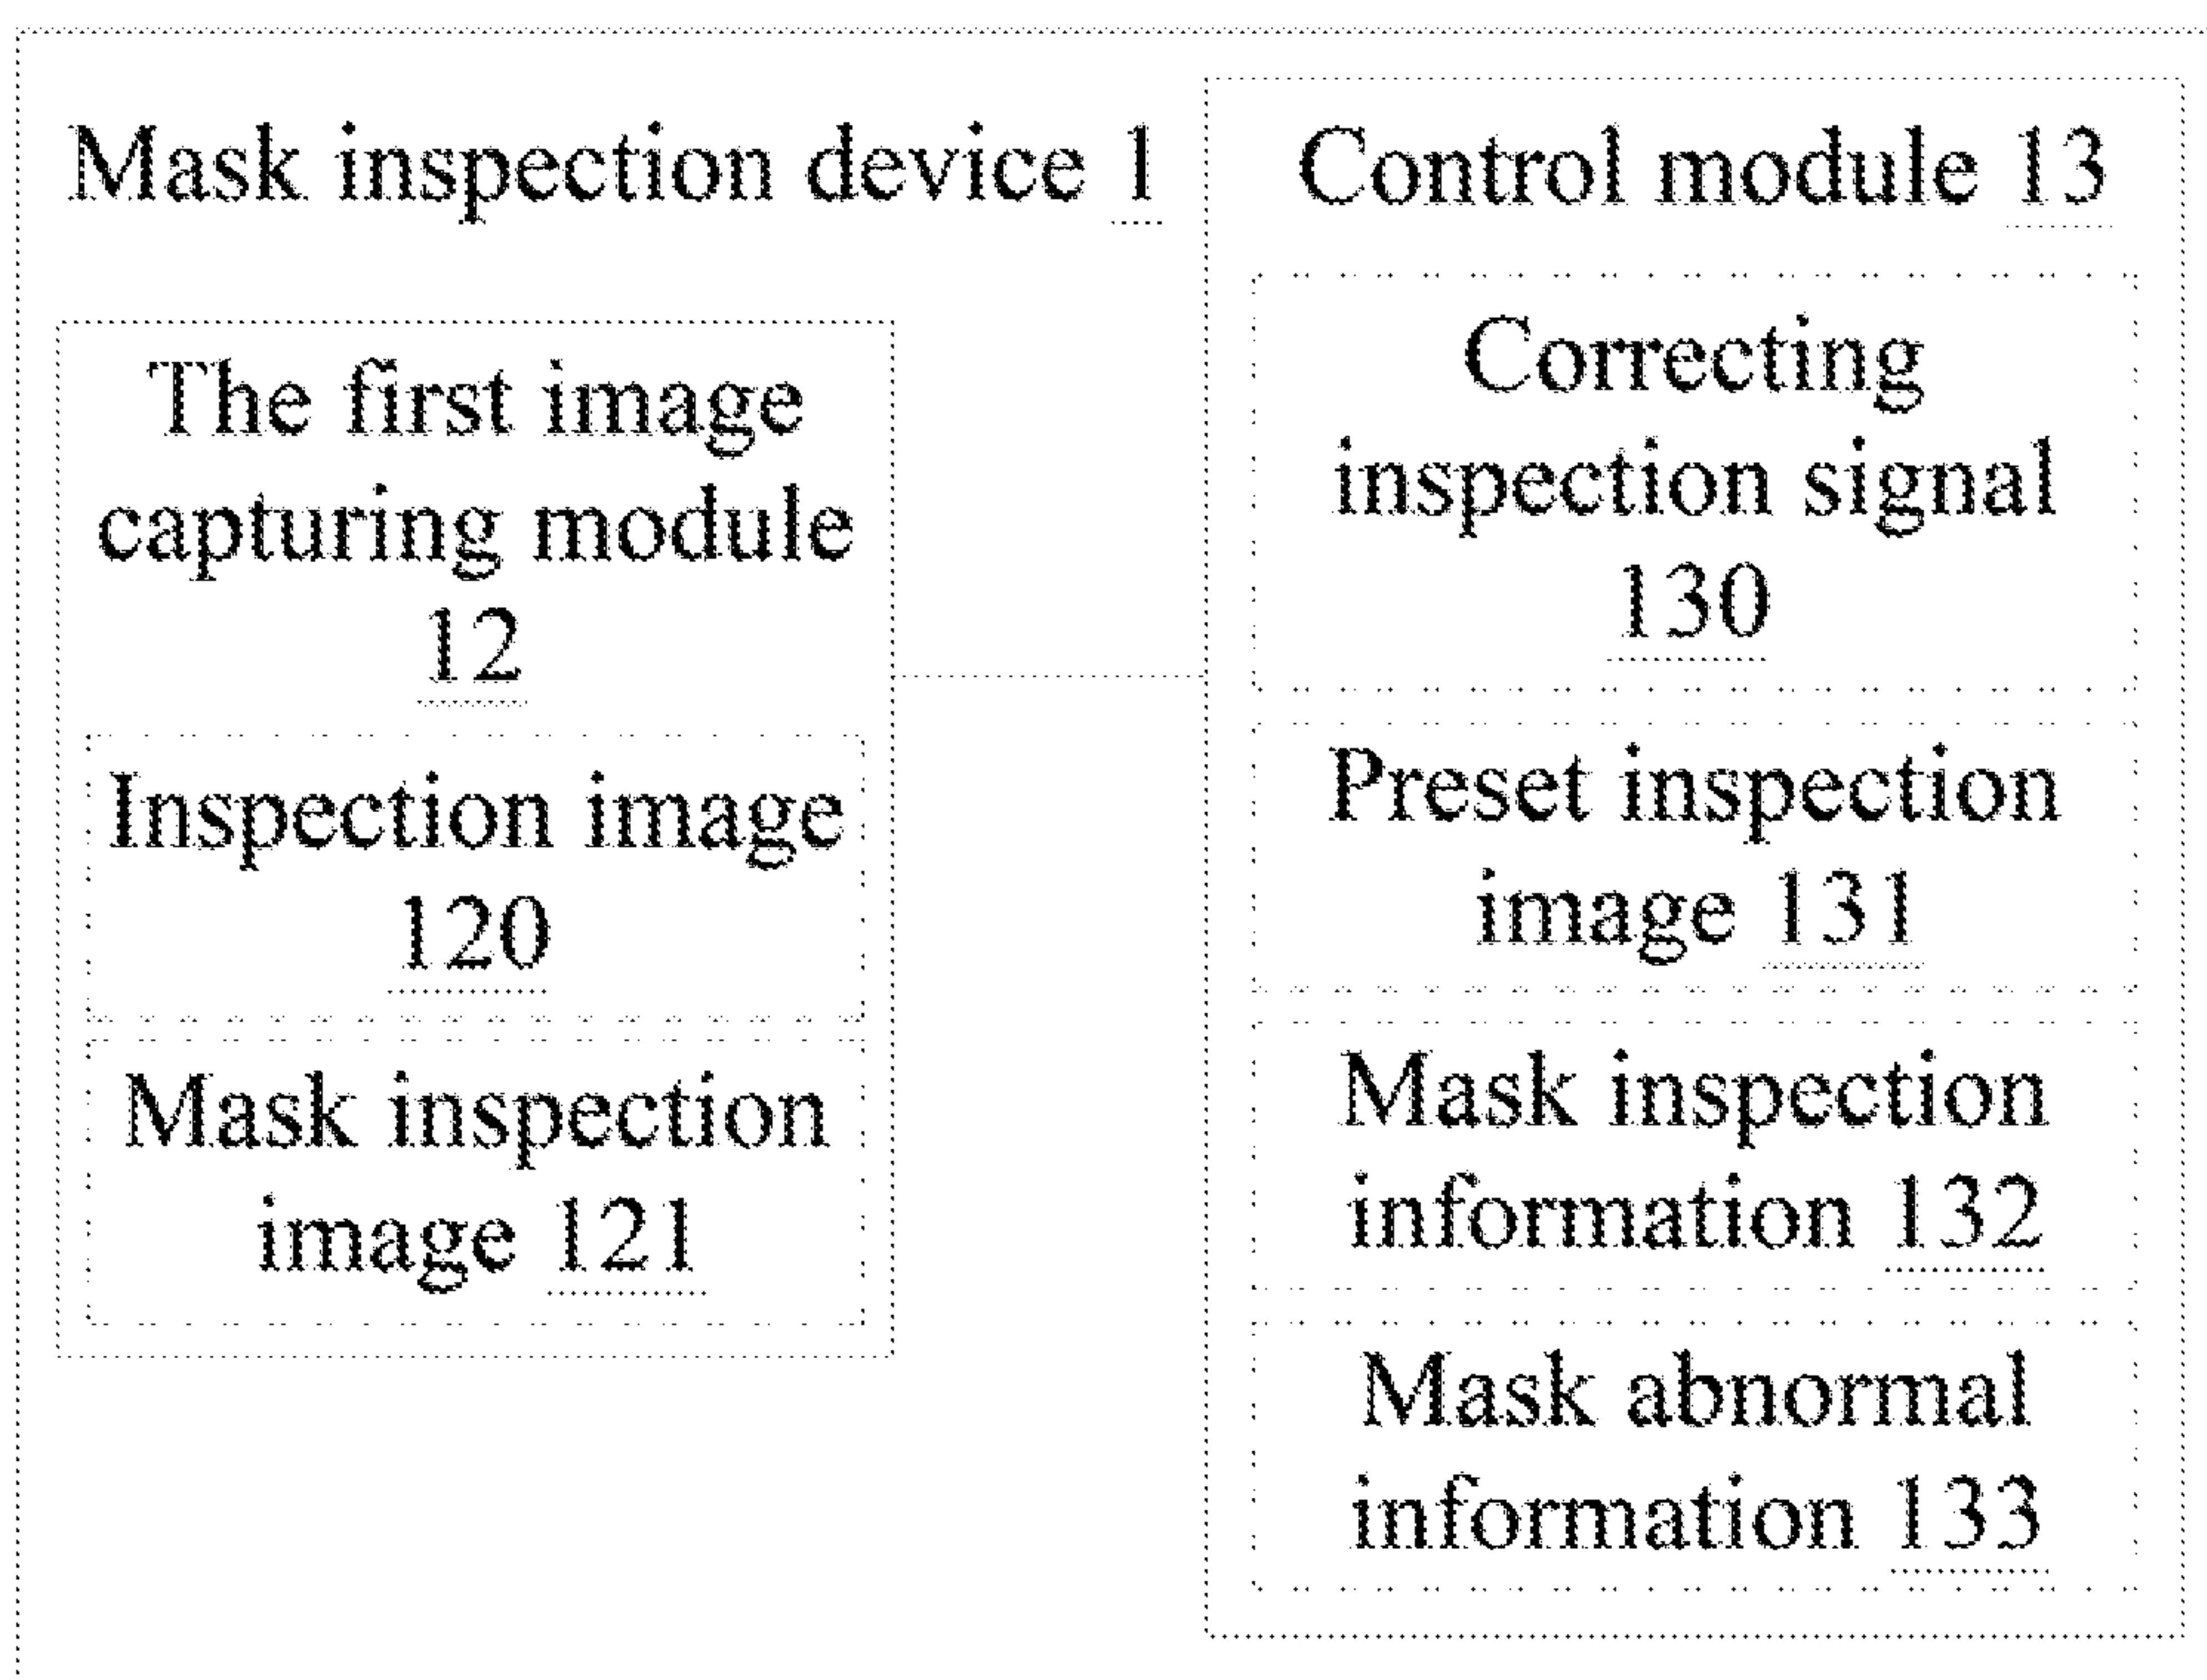 Mask inspection device 1
The first image
capturing module
12
Inspection image
120
Mask inspection
image 121
Control module 13
Correcting
inspection signal
130
Preset inspection
image 131
Mask inspection
information 132
Mask abnormal
information 133